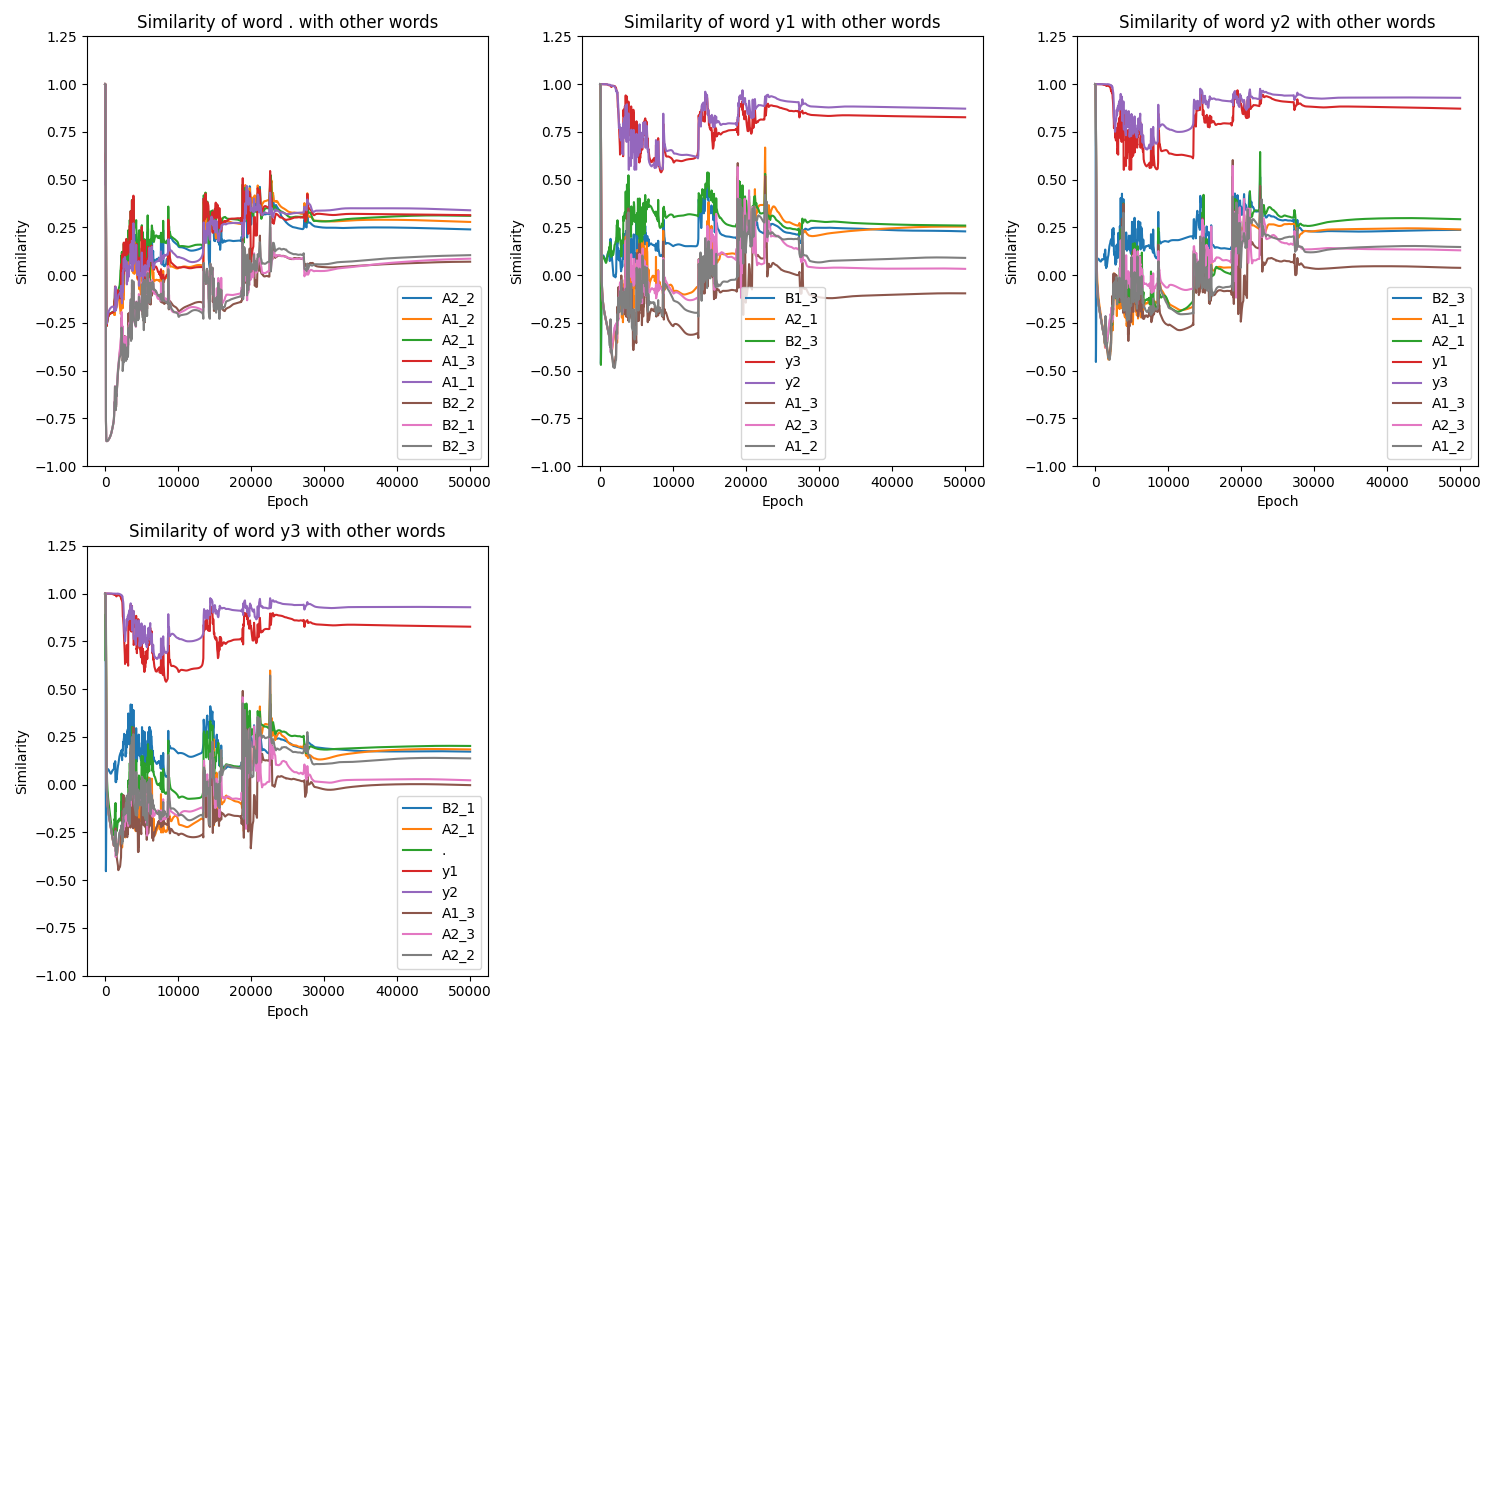 Similarity of word . with other words
1.25
1.00
0.75
0.50
0.25
0.00
−0.25
−0.50
−0.75
−1.00
Similarity
0 10000 20000 30000 40000 50000
Epoch
A2_2
A1_2
A2_1
A1_3
A1_1
B2_2
B2_1
B2_3
Similarity of word y1 with other words
1.25
1.00
0.75
0.50
0.25
0.00
−0.25
−0.50
−0.75
−1.00
Similarity
0 10000 20000 30000 40000 50000
Epoch
B1_3
A2_1
B2_3
y3
y2
A1_3
A2_3
A1_2
Similarity of word y2 with other words
1.25
1.00
0.75
0.50
0.25
0.00
−0.25
−0.50
−0.75
−1.00
Similarity
0 10000 20000 30000 40000 50000
Epoch
B2_3
A1_1
A2_1
y1
y3
A1_3
A2_3
A1_2
Similarity of word y3 with other words
1.25
1.00
0.75
0.50
0.25
0.00
−0.25
−0.50
−0.75
−1.00
Similarity
0 10000 20000 30000 40000 50000
Epoch
B2_1
A2_1
.
y1
y2
A1_3
A2_3
A2_2